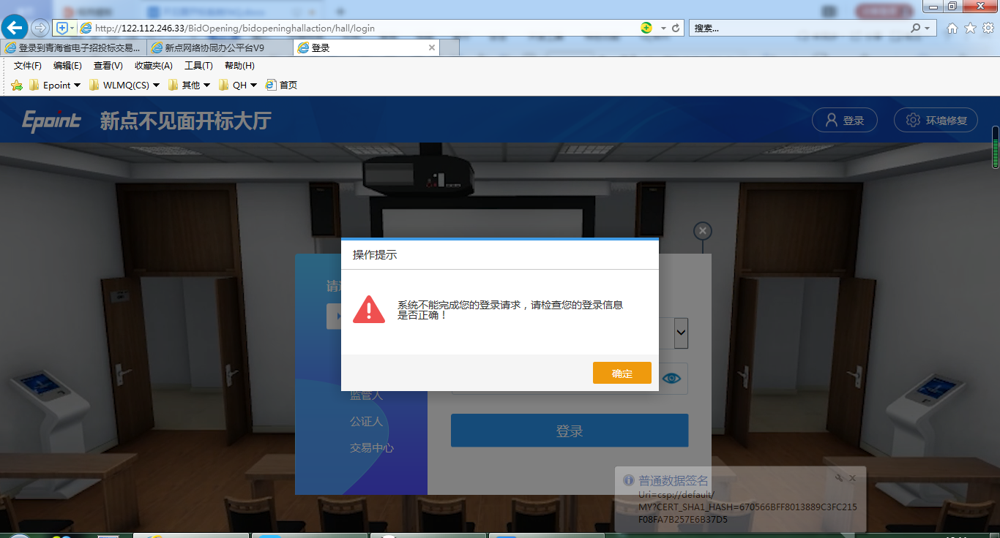 http://122.112.246.33/BidOpening/bidopeninghallaction/hall/login
搜索...
登录到青海省电子招投标交易...
新点网络协同办公平台V9
登录
文件(F) 编辑(E) 查看(V) 收藏夹(A) 工具(T) 帮助(H)
Epoint WLMQ(CS) 其他 QH 首页
Epoint 新点不见面开标大厅
登录 环境修复
操作提示
系统不能完成您的登录请求，请检查您的登录信息
是否正确！
确定
监管人
公证人
交易中心
登录
普通数据签名
Uri=csp://default/
MY?CERT_SHA1_HASH=670566BFF8013889C3FC215
F08FA7B257E6B37D5